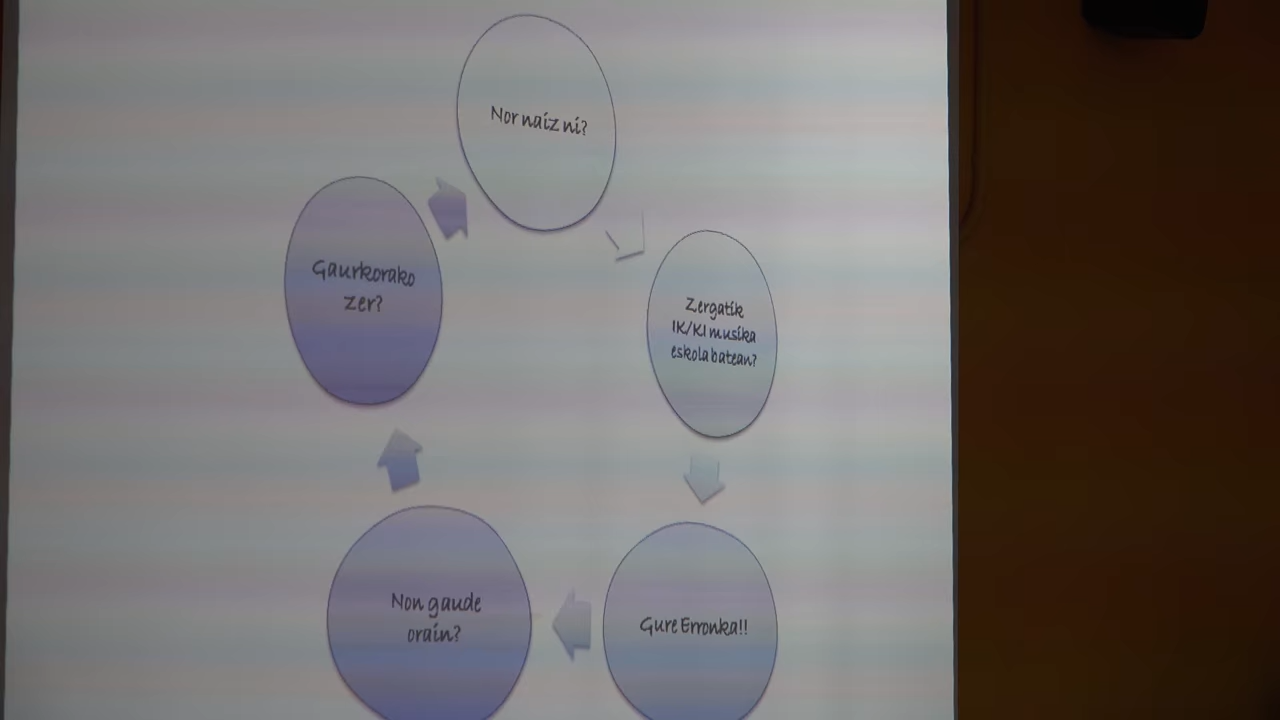 Nor naiz ni?
Zergatik
IK/KI musika
eskola batean?
Gure Erronka!!
Non gaude
orain?
Gaurkorako
zer?